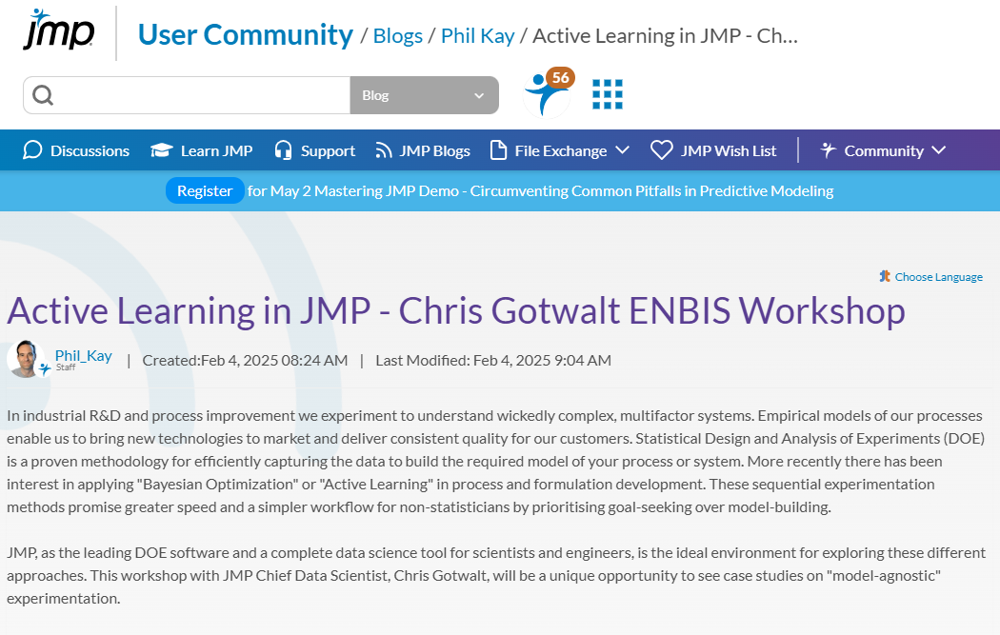 jmp
User Community / Blogs / Phil Kay / Active Learning in JMP - Ch...
Blog
56
Discussions Learn JMP Support JMP Blogs File Exchange JMP Wish List Community
Register for May 2 Mastering JMP Demo - Circumventing Common Pitfalls in Predictive Modeling
Choose Language
Active Learning in JMP - Chris Gotwalt ENBIS Workshop
Phil_Kay | Created:Feb 4, 2025 08:24 AM | Last Modified: Feb 4, 2025 9:04 AM
Staff
In industrial R&D and process improvement we experiment to understand wickedly complex, multifactor systems. Empirical models of our processes
enable us to bring new technologies to market and deliver consistent quality for our customers. Statistical Design and Analysis of Experiments (DOE)
is a proven methodology for efficiently capturing the data to build the required model of your process or system. More recently there has been
interest in applying "Bayesian Optimization" or "Active Learning" in process and formulation development. These sequential experimentation
methods promise greater speed and a simpler workflow for non-statisticians by prioritising goal-seeking over model-building.
JMP, as the leading DOE software and a complete data science tool for scientists and engineers, is the ideal environment for exploring these different
approaches. This workshop with JMP Chief Data Scientist, Chris Gotwalt, will be a unique opportunity to see case studies on "model-agnostic"
experimentation.